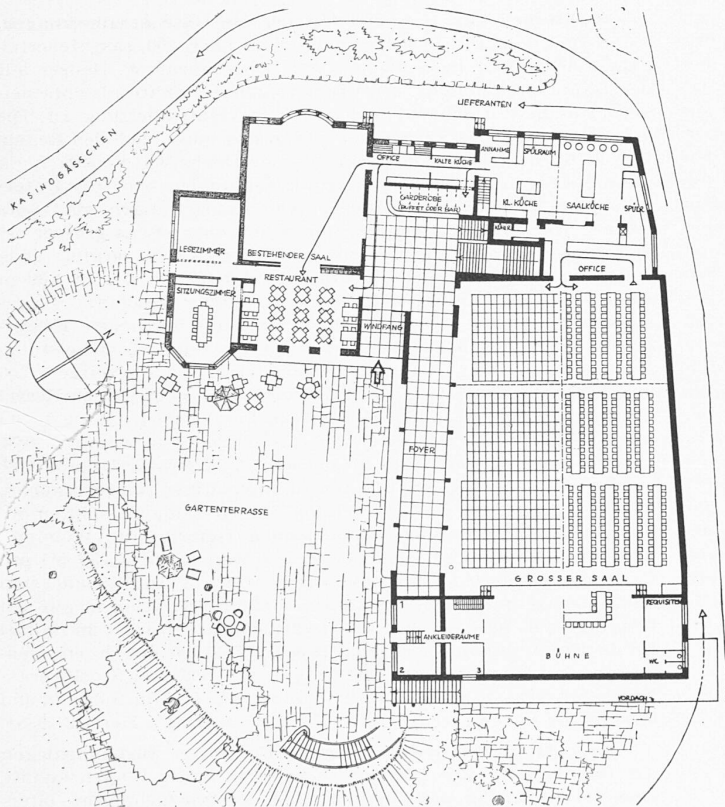 LIEFERANTEN
KASINOGÄSSCHEN
OFFICE
KALTE KÜCHE
ANNAHME
SPÜLRAUM
GARDEROBE
(BUFFET ODER BAR)
KL. KÜCHE
SAALKÜCHE
SPÜLK.
LESEZIMMER
BESTEHENDER SAAL
RESTAURANT
OFFICE
SITZUNGSZIMMER
WINDFANG
N
FOYER
GARTENTERRASSE
GROSSER SAAL
1
REQUISITEN
ANKLEIDERÄUME
BÜHNE
WC
2
3
VORDACH